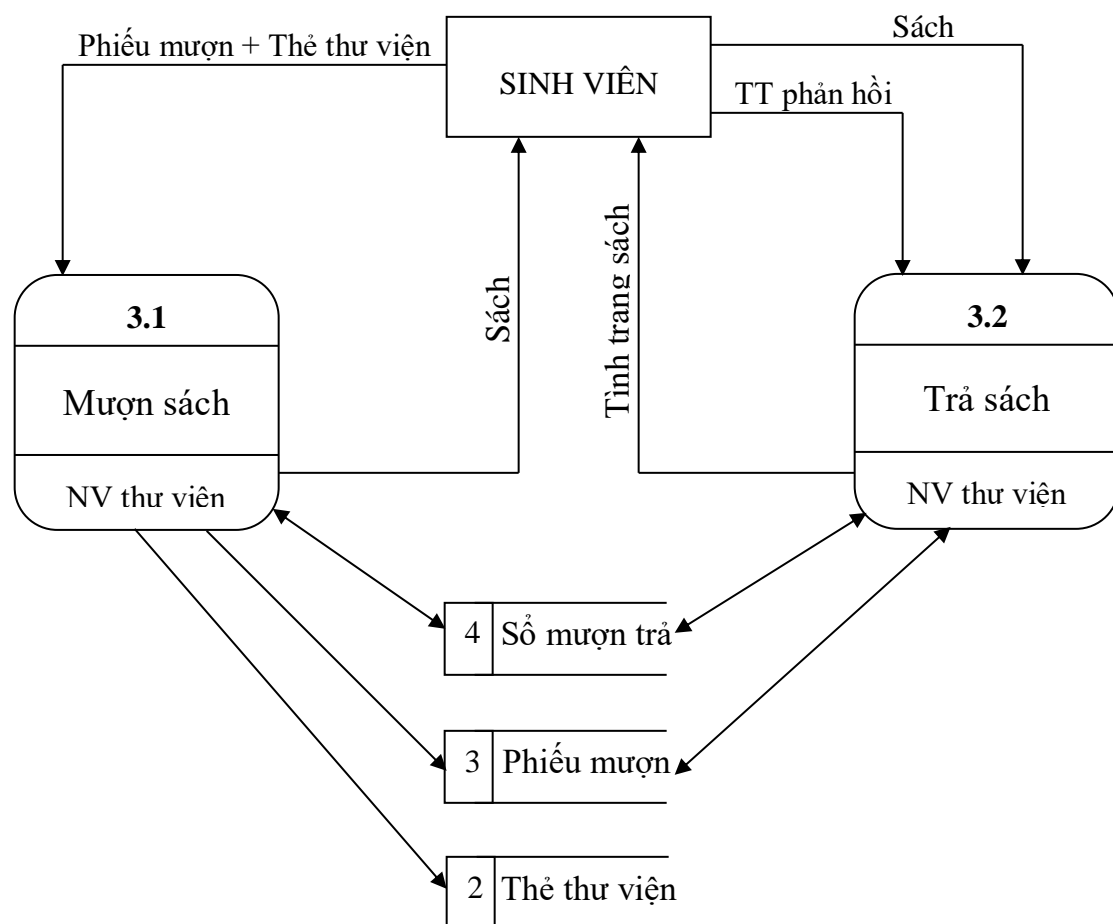 Sách
Phiếu mượn + Thẻ thư viện
SINH VIÊN
TT phản hồi
Sách
Tình trang sách
3.1
Mượn sách
NV thư viên
3.2
Trả sách
NV thư viện
4 Sổ mượn trả
3 Phiếu mượn
2 Thẻ thư viện